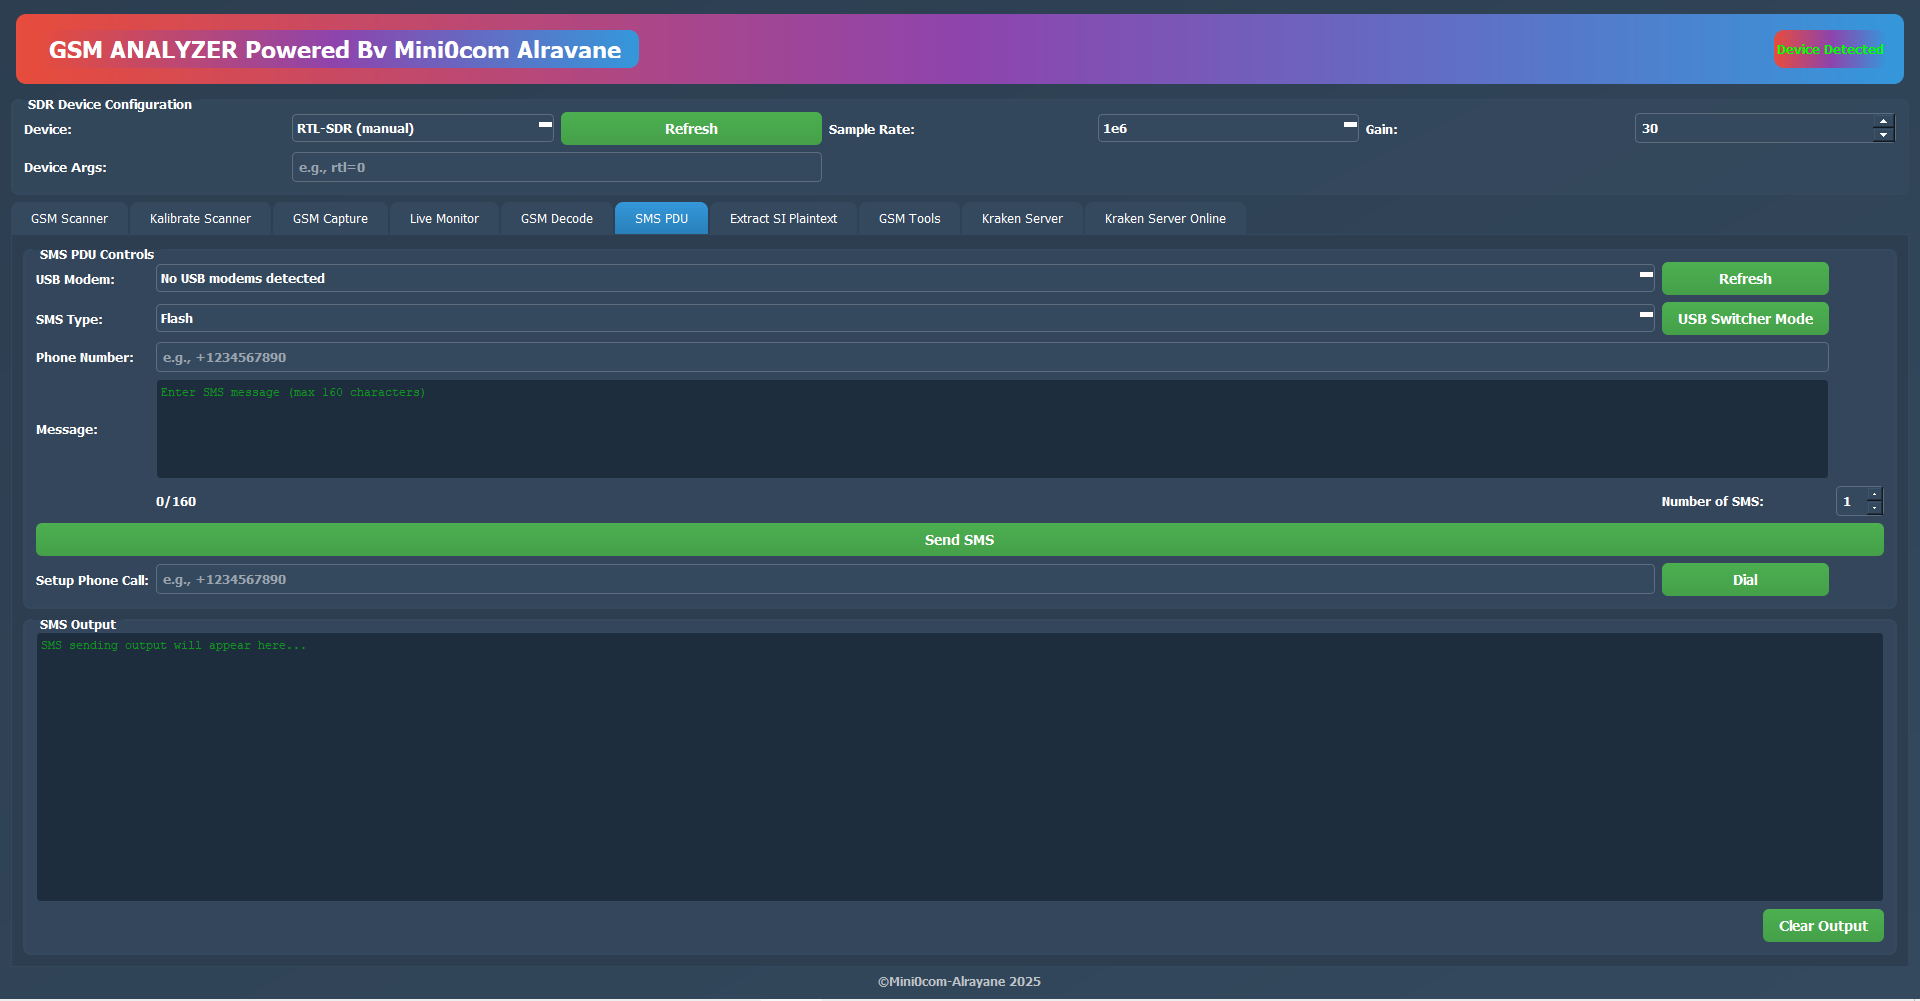 GSM ANALYZER Powered By Mini0com Alrayane
Device Detected
SDR Device Configuration
Device:
RTL-SDR (manual)
Refresh
Sample Rate:
1e6
Gain:
30
Device Args:
e.g., rtl=0
GSM Scanner
Kalibrate Scanner
GSM Capture
Live Monitor
GSM Decode
SMS PDU
Extract SI Plaintext
GSM Tools
Kraken Server
Kraken Server Online
SMS PDU Controls
USB Modem:
No USB modems detected
Refresh
SMS Type:
Flash
USB Switcher Mode
Phone Number:
e.g., +1234567890
Message:
Enter SMS message (max 160 characters)
0/160
Number of SMS:
1
Send SMS
Setup Phone Call:
e.g., +1234567890
Dial
SMS Output
SMS sending output will appear here...
Clear Output
©Mini0com-Alrayane 2025